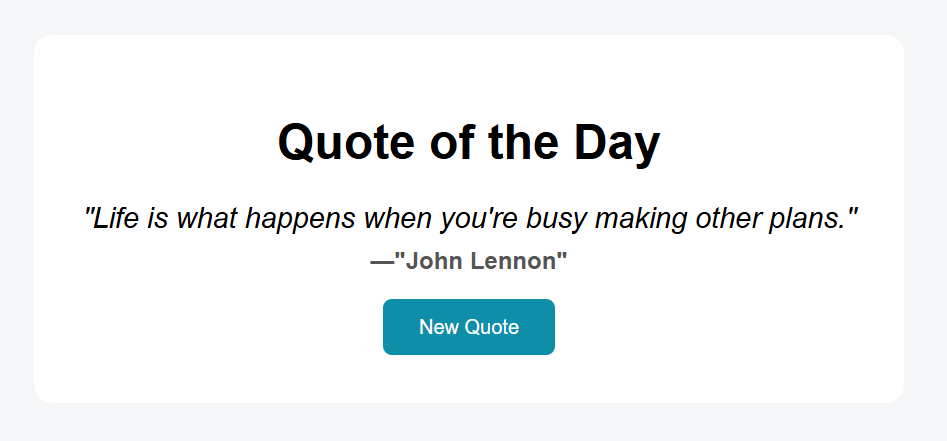 Quote of the Day
"Life is what happens when you're busy making other plans."
—"John Lennon"
New Quote